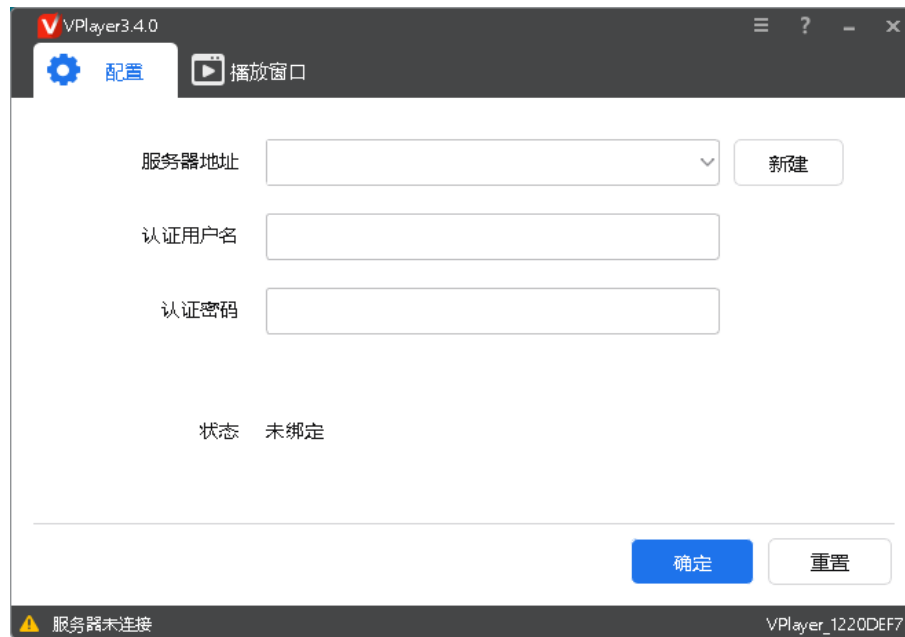 VPlayer3.4.0
配置 播放窗口
服务器地址 新建
认证用户名
认证密码
状态 未绑定
确定 重置
服务器未连接 VPlayer_1220DEF7